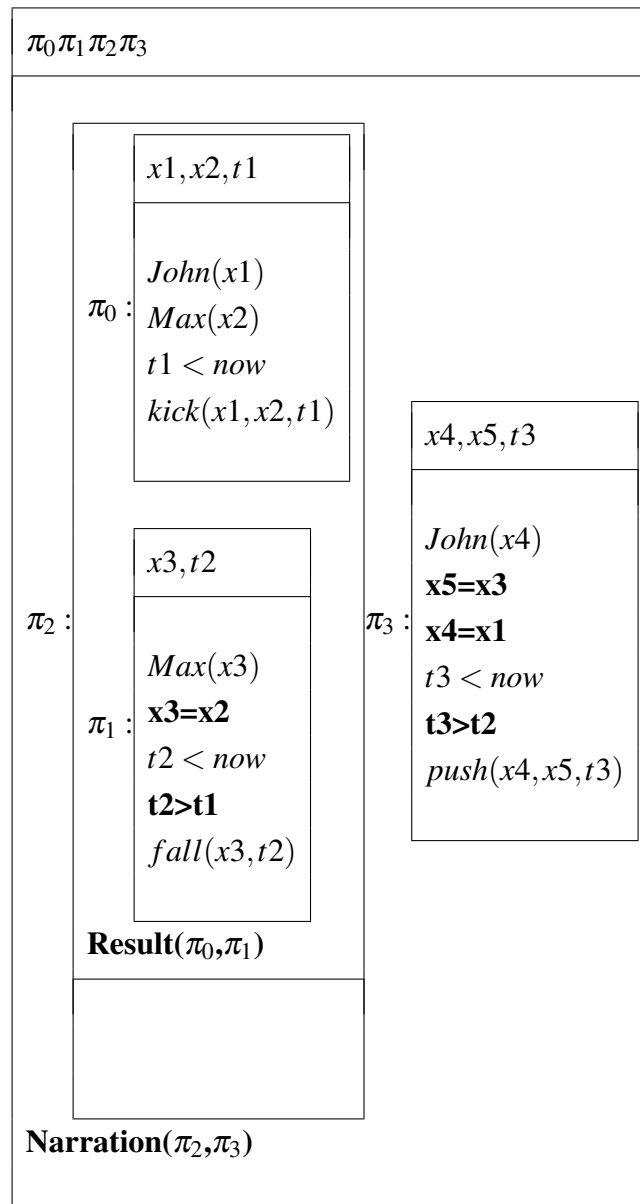 π₀π₁π₂π₃
x1,x2,t1
π₀ :
John(x1)
Max(x2)
t1 < now
kick(x1,x2,t1)
π₂ :
x3,t2
π₁ :
Max(x3)
x3=x2
t2 < now
t2>t1
fall(x3,t2)
Result(π₀,π₁)
π₃ :
x4,x5,t3
John(x4)
x5=x3
x4=x1
t3 < now
t3>t2
push(x4,x5,t3)
Narration(π₂,π₃)